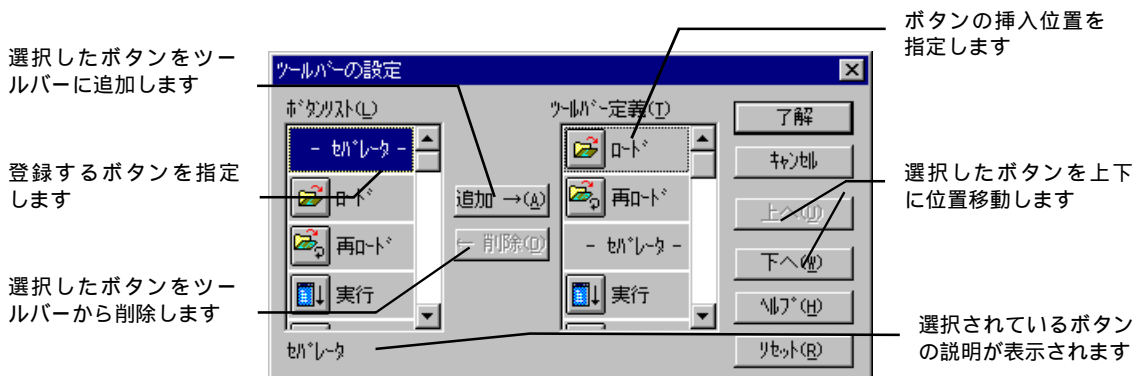 ボタンの挿入位置を
指定します
選択したボタンをツー
ルバーに追加します
登録するボタンを指定
します
選択したボタンをツー
ルバーから削除します
ﾂｰﾙﾊﾞｰの設定
ﾎﾞﾀﾝﾘｽﾄ(L)
- ｾﾊﾟﾚｰﾀ -
ﾛｰﾄﾞ
再ﾛｰﾄﾞ
実行
追加 →(A)
← 削除(D)
ﾂｰﾙﾊﾞｰ定義(T)
ﾛｰﾄﾞ
再ﾛｰﾄﾞ
- ｾﾊﾟﾚｰﾀ -
実行
了解
ｷｬﾝｾﾙ
上へ(U)
下へ(W)
ﾍﾙﾌﾟ(H)
ﾘｾｯﾄ(R)
ｾﾊﾟﾚｰﾀ
選択したボタンを上下
に位置移動します
選択されているボタン
の説明が表示されます